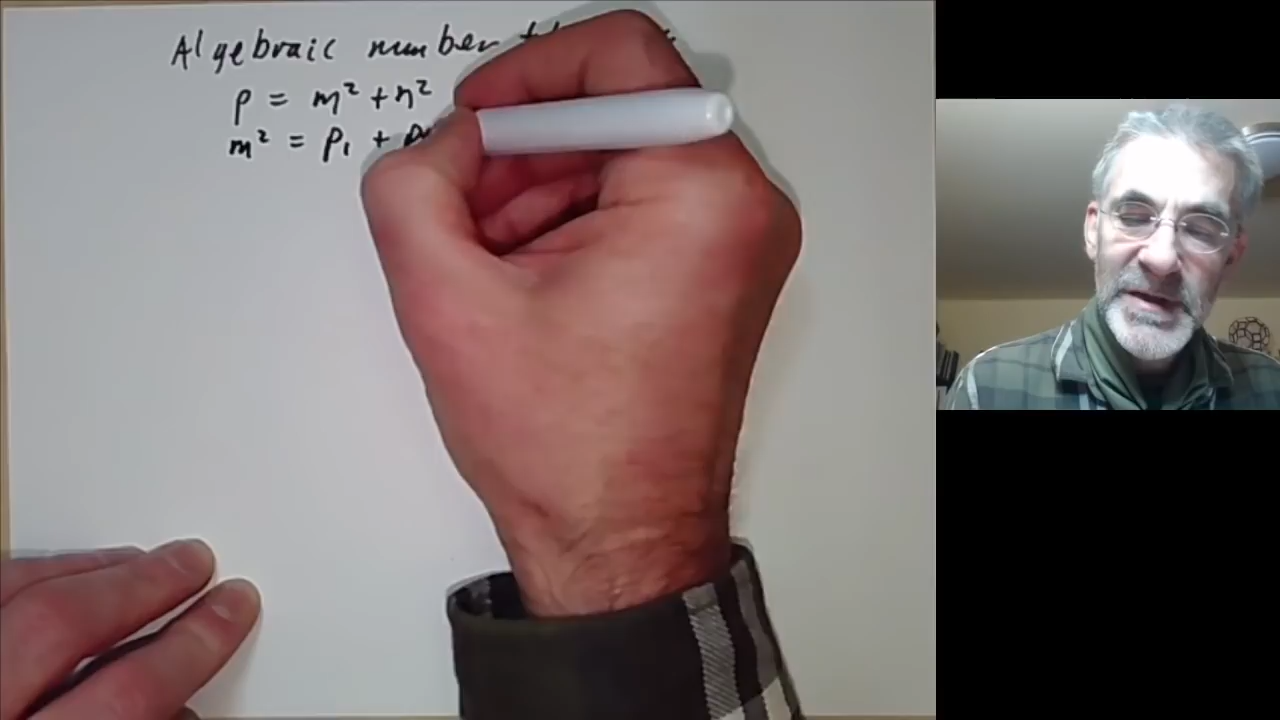 Algebraic number
p = m² + n²
m² = p₁ +